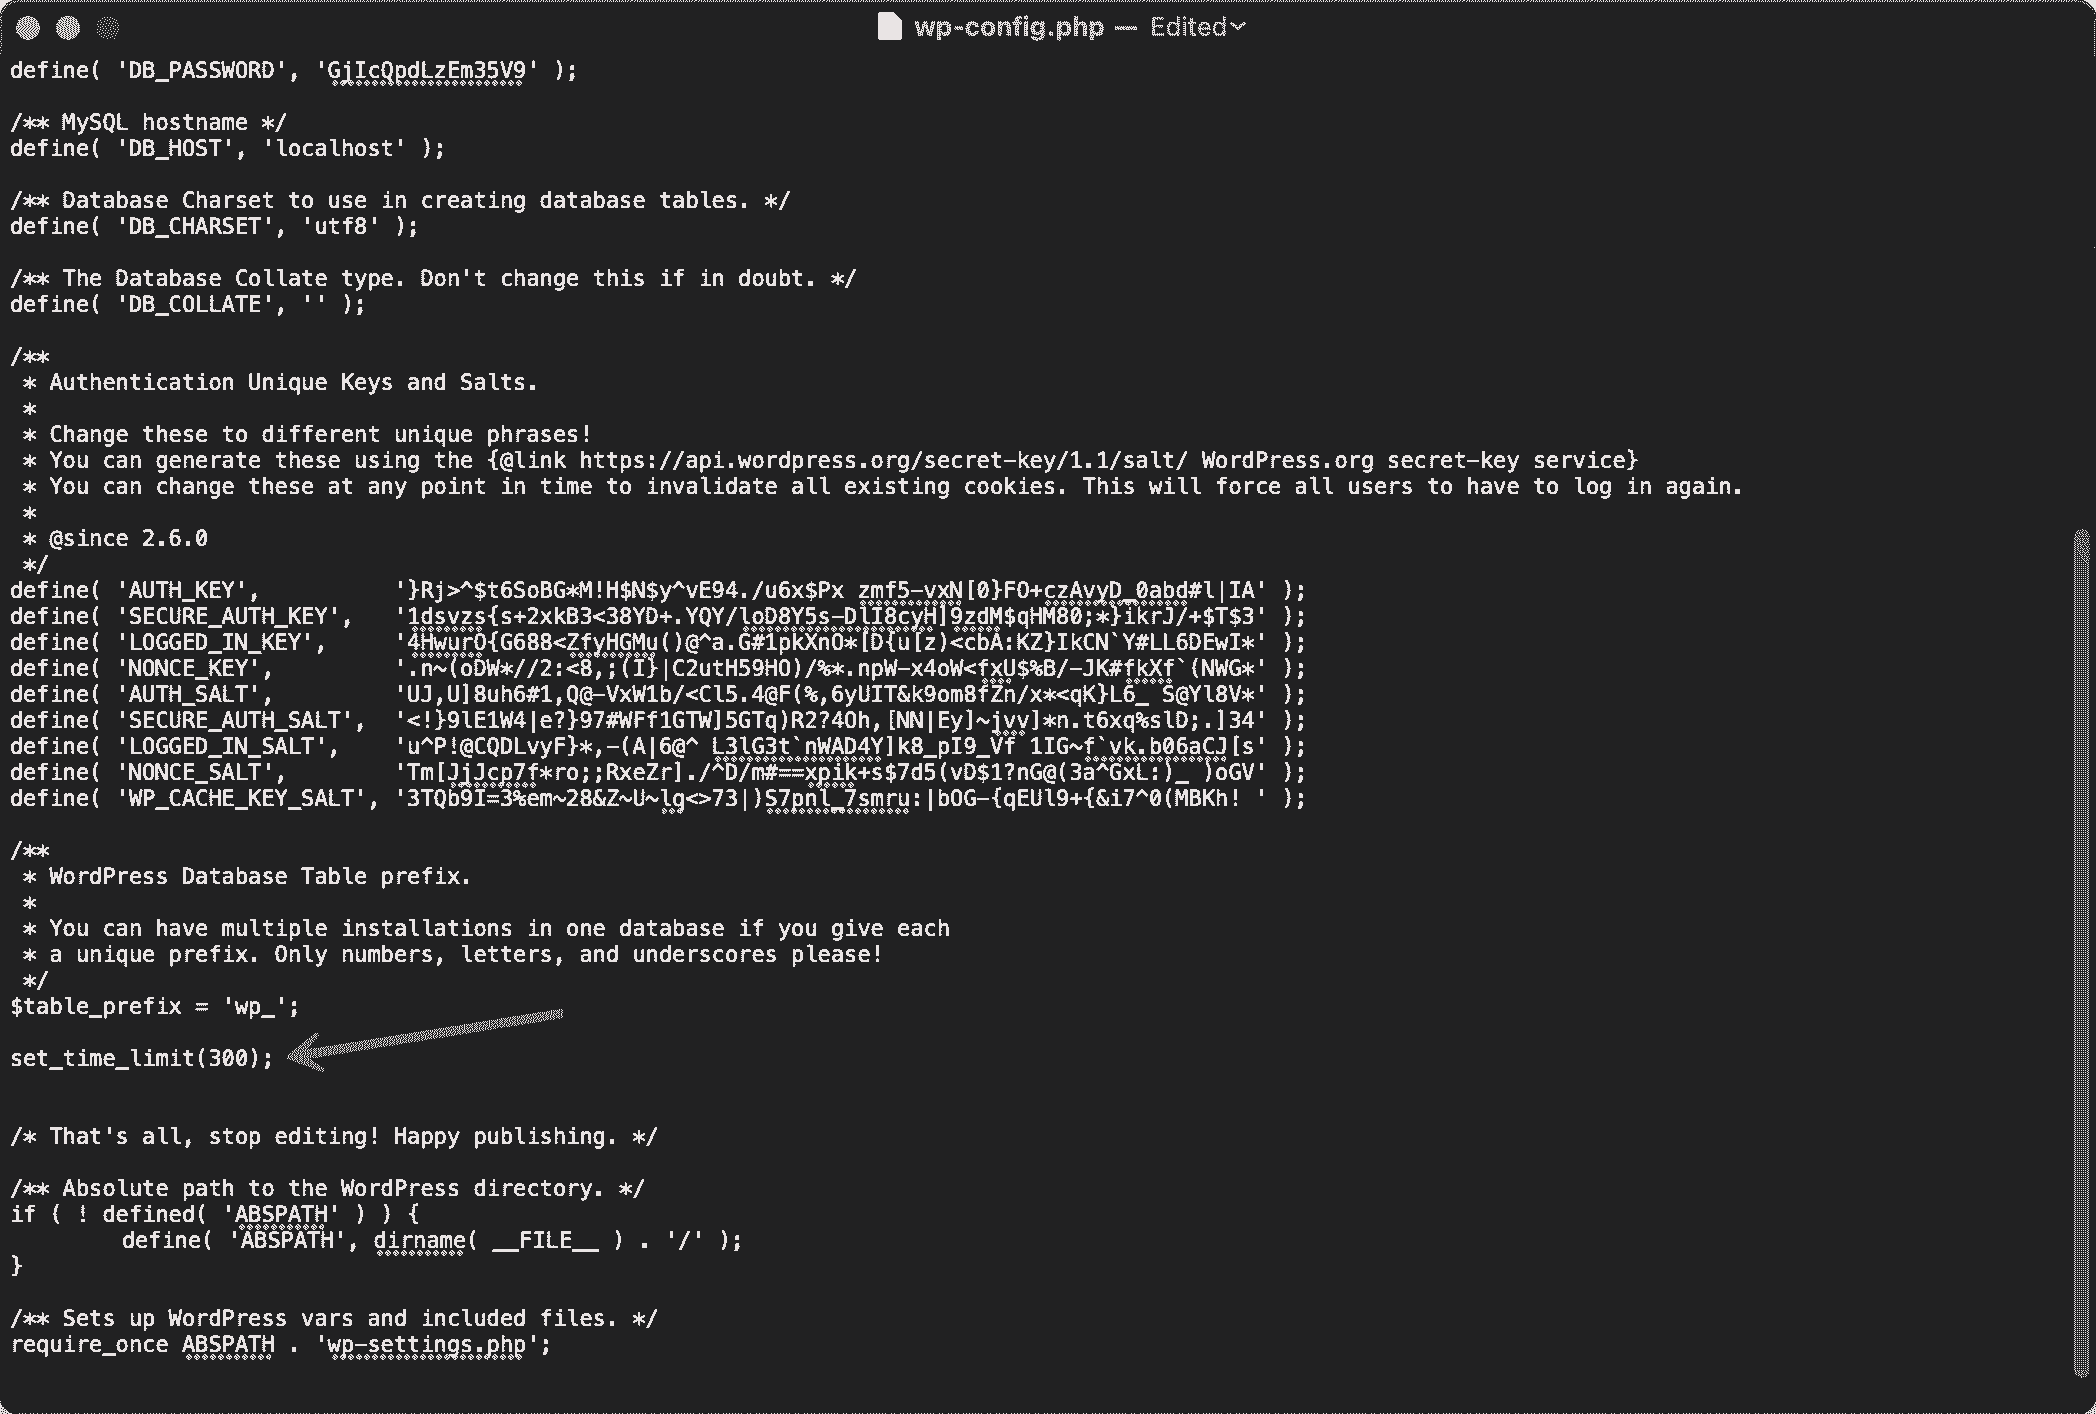 wp-config.php — Edited
define( 'DB_PASSWORD', 'GjIcQpdLzEm35V9' );
/** MySQL hostname */
define( 'DB_HOST', 'localhost' );
/** Database Charset to use in creating database tables. */
define( 'DB_CHARSET', 'utf8' );
/** The Database Collate type. Don't change this if in doubt. */
define( 'DB_COLLATE', '' );
/**
 * Authentication Unique Keys and Salts.
 *
 * Change these to different unique phrases!
 * You can generate these using the {@link https://api.wordpress.org/secret-key/1.1/salt/ WordPress.org secret-key service}
 * You can change these at any point in time to invalidate all existing cookies. This will force all users to have to log in again.
 *
 * @since 2.6.0
 */
define( 'AUTH_KEY',          '}Rj>^$t6SoBG*M!H$N$y^vE94./u6x$Px zmf5-vxN[0}FO+czAvyD_0abd#l|IA' );
define( 'SECURE_AUTH_KEY',   '1dsvzs{s+2xkB3<38YD+.YQY/loD8Y5s-DlI8cyH]9zdM$qHM80;*}ikrJ/+$T$3' );
define( 'LOGGED_IN_KEY',     '4HwurO{G688<ZfyHGMu()@^a.G#1pkXnO*[D{u[z)<cbA:KZ}IkCN`Y#LL6DEwI*' );
define( 'NONCE_KEY',         '.n~(oDW*//2:<8,;(I}|C2utH59HO)/%*.npW-x4oW<fxU$%B/-JK#fkXf`(NWG*' );
define( 'AUTH_SALT',         'UJ,U]8uh6#1,Q@-VxW1b/<Cl5.4@F(%,6yUIT&k9om8fZn/x*<qK}L6_ S@Yl8V*' );
define( 'SECURE_AUTH_SALT',  '<!}9lE1W4|e?}97#WFf1GTW]5GTq)R2?4Oh,[NN|Ey]~jvv]*n.t6xq%slD;.]34' );
define( 'LOGGED_IN_SALT',    'u^P!@CQDLvyF}*,-(A|6@^ L3lG3t`nWAD4Y]k8_pI9_Vf 1IG~f`vk.b06aCJ[s' );
define( 'NONCE_SALT',        'Tm[JjJcp7f*ro;;RxeZr]./^D/m#==xpik+s$7d5(vD$1?nG@(3a^GxL:)_ )oGV' );
define( 'WP_CACHE_KEY_SALT', '3TQb9I=3%em~28&Z~U~lg<>73|)S7pnl_7smru:|bOG-{qEUl9+{&i7^0(MBKh! ' );
/**
 * WordPress Database Table prefix.
 *
 * You can have multiple installations in one database if you give each
 * a unique prefix. Only numbers, letters, and underscores please!
 */
$table_prefix = 'wp_';
set_time_limit(300);
/* That's all, stop editing! Happy publishing. */
/** Absolute path to the WordPress directory. */
if ( ! defined( 'ABSPATH' ) ) {
        define( 'ABSPATH', dirname( __FILE__ ) . '/' );
}
/** Sets up WordPress vars and included files. */
require_once ABSPATH . 'wp-settings.php';